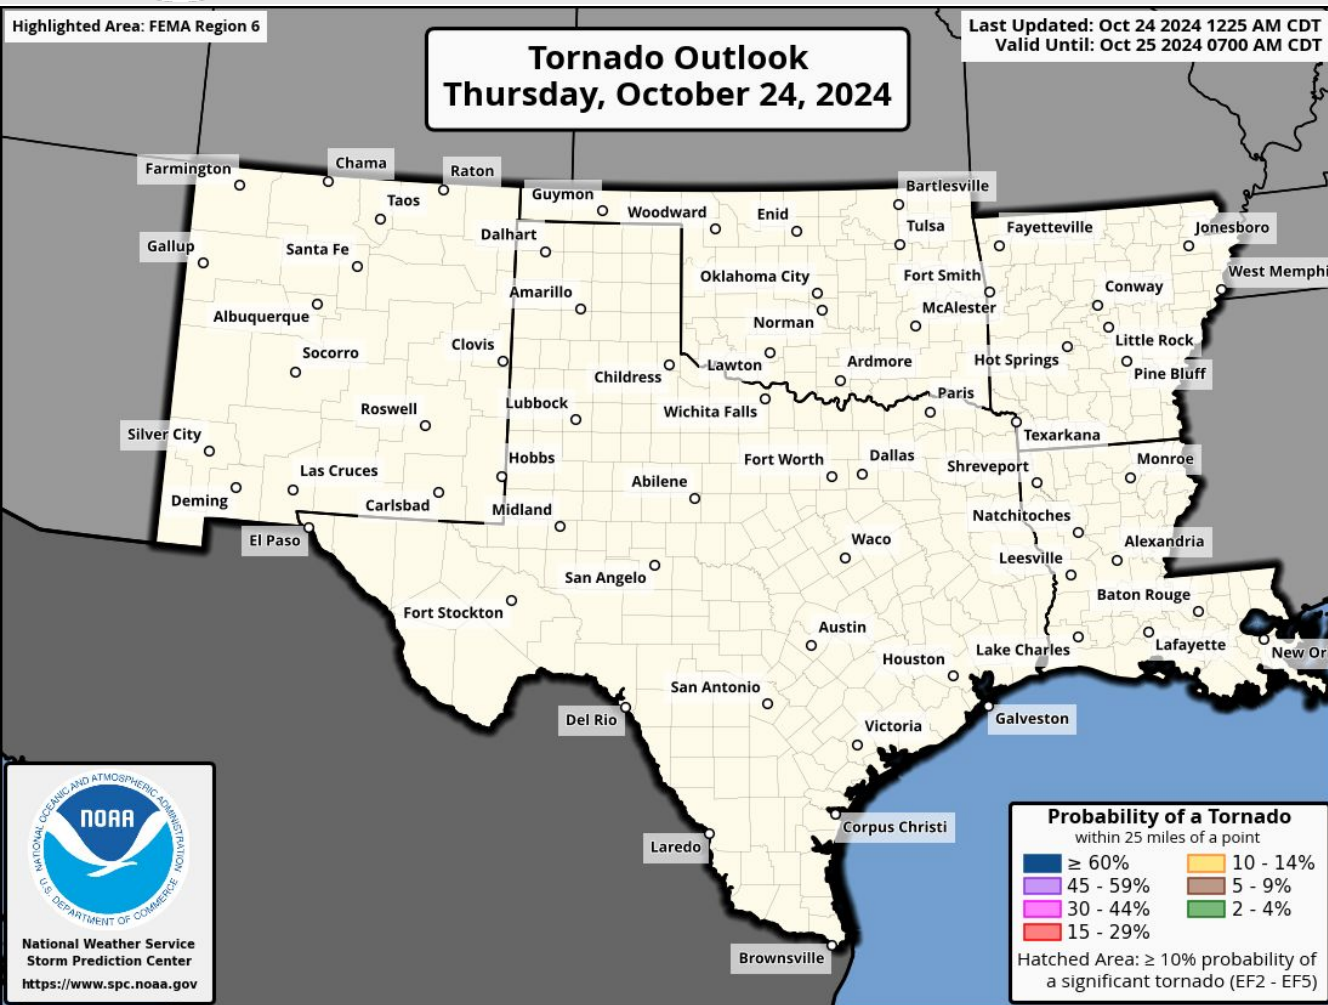 Highlighted Area: FEMA Region 6
Last Updated: Oct 24 2024 1225 AM CDT
Valid Until: Oct 25 2024 0700 AM CDT
Tornado Outlook
Thursday, October 24, 2024
Farmington
Chama
Raton
Taos
Guymon
Woodward
Enid
Bartlesville
Tulsa
Fayetteville
Jonesboro
Gallup
Santa Fe
Dalhart
Oklahoma City
Fort Smith
West Memphi
Albuquerque
Amarillo
Norman
McAlester
Conway
Little Rock
Socorro
Clovis
Childress
Lawton
Ardmore
Hot Springs
Pine Bluff
Roswell
Lubbock
Wichita Falls
Paris
Texarkana
Silver City
Las Cruces
Hobbs
Abilene
Fort Worth
Dallas
Shreveport
Monroe
Deming
Carlsbad
Midland
Natchitoches
El Paso
San Angelo
Waco
Leesville
Alexandria
Fort Stockton
Austin
Baton Rouge
Houston
Lake Charles
Lafayette
New Or
Del Rio
San Antonio
Victoria
Galveston
Laredo
Corpus Christi
Brownsville
NATIONAL OCEANIC AND ATMOSPHERIC ADMINISTRATION
NOAA
U.S. DEPARTMENT OF COMMERCE
National Weather Service
Storm Prediction Center
https://www.spc.noaa.gov
Probability of a Tornado
within 25 miles of a point
≥ 60%
45 - 59%
30 - 44%
15 - 29%
10 - 14%
5 - 9%
2 - 4%
Hatched Area: ≥ 10% probability of
a significant tornado (EF2 - EF5)